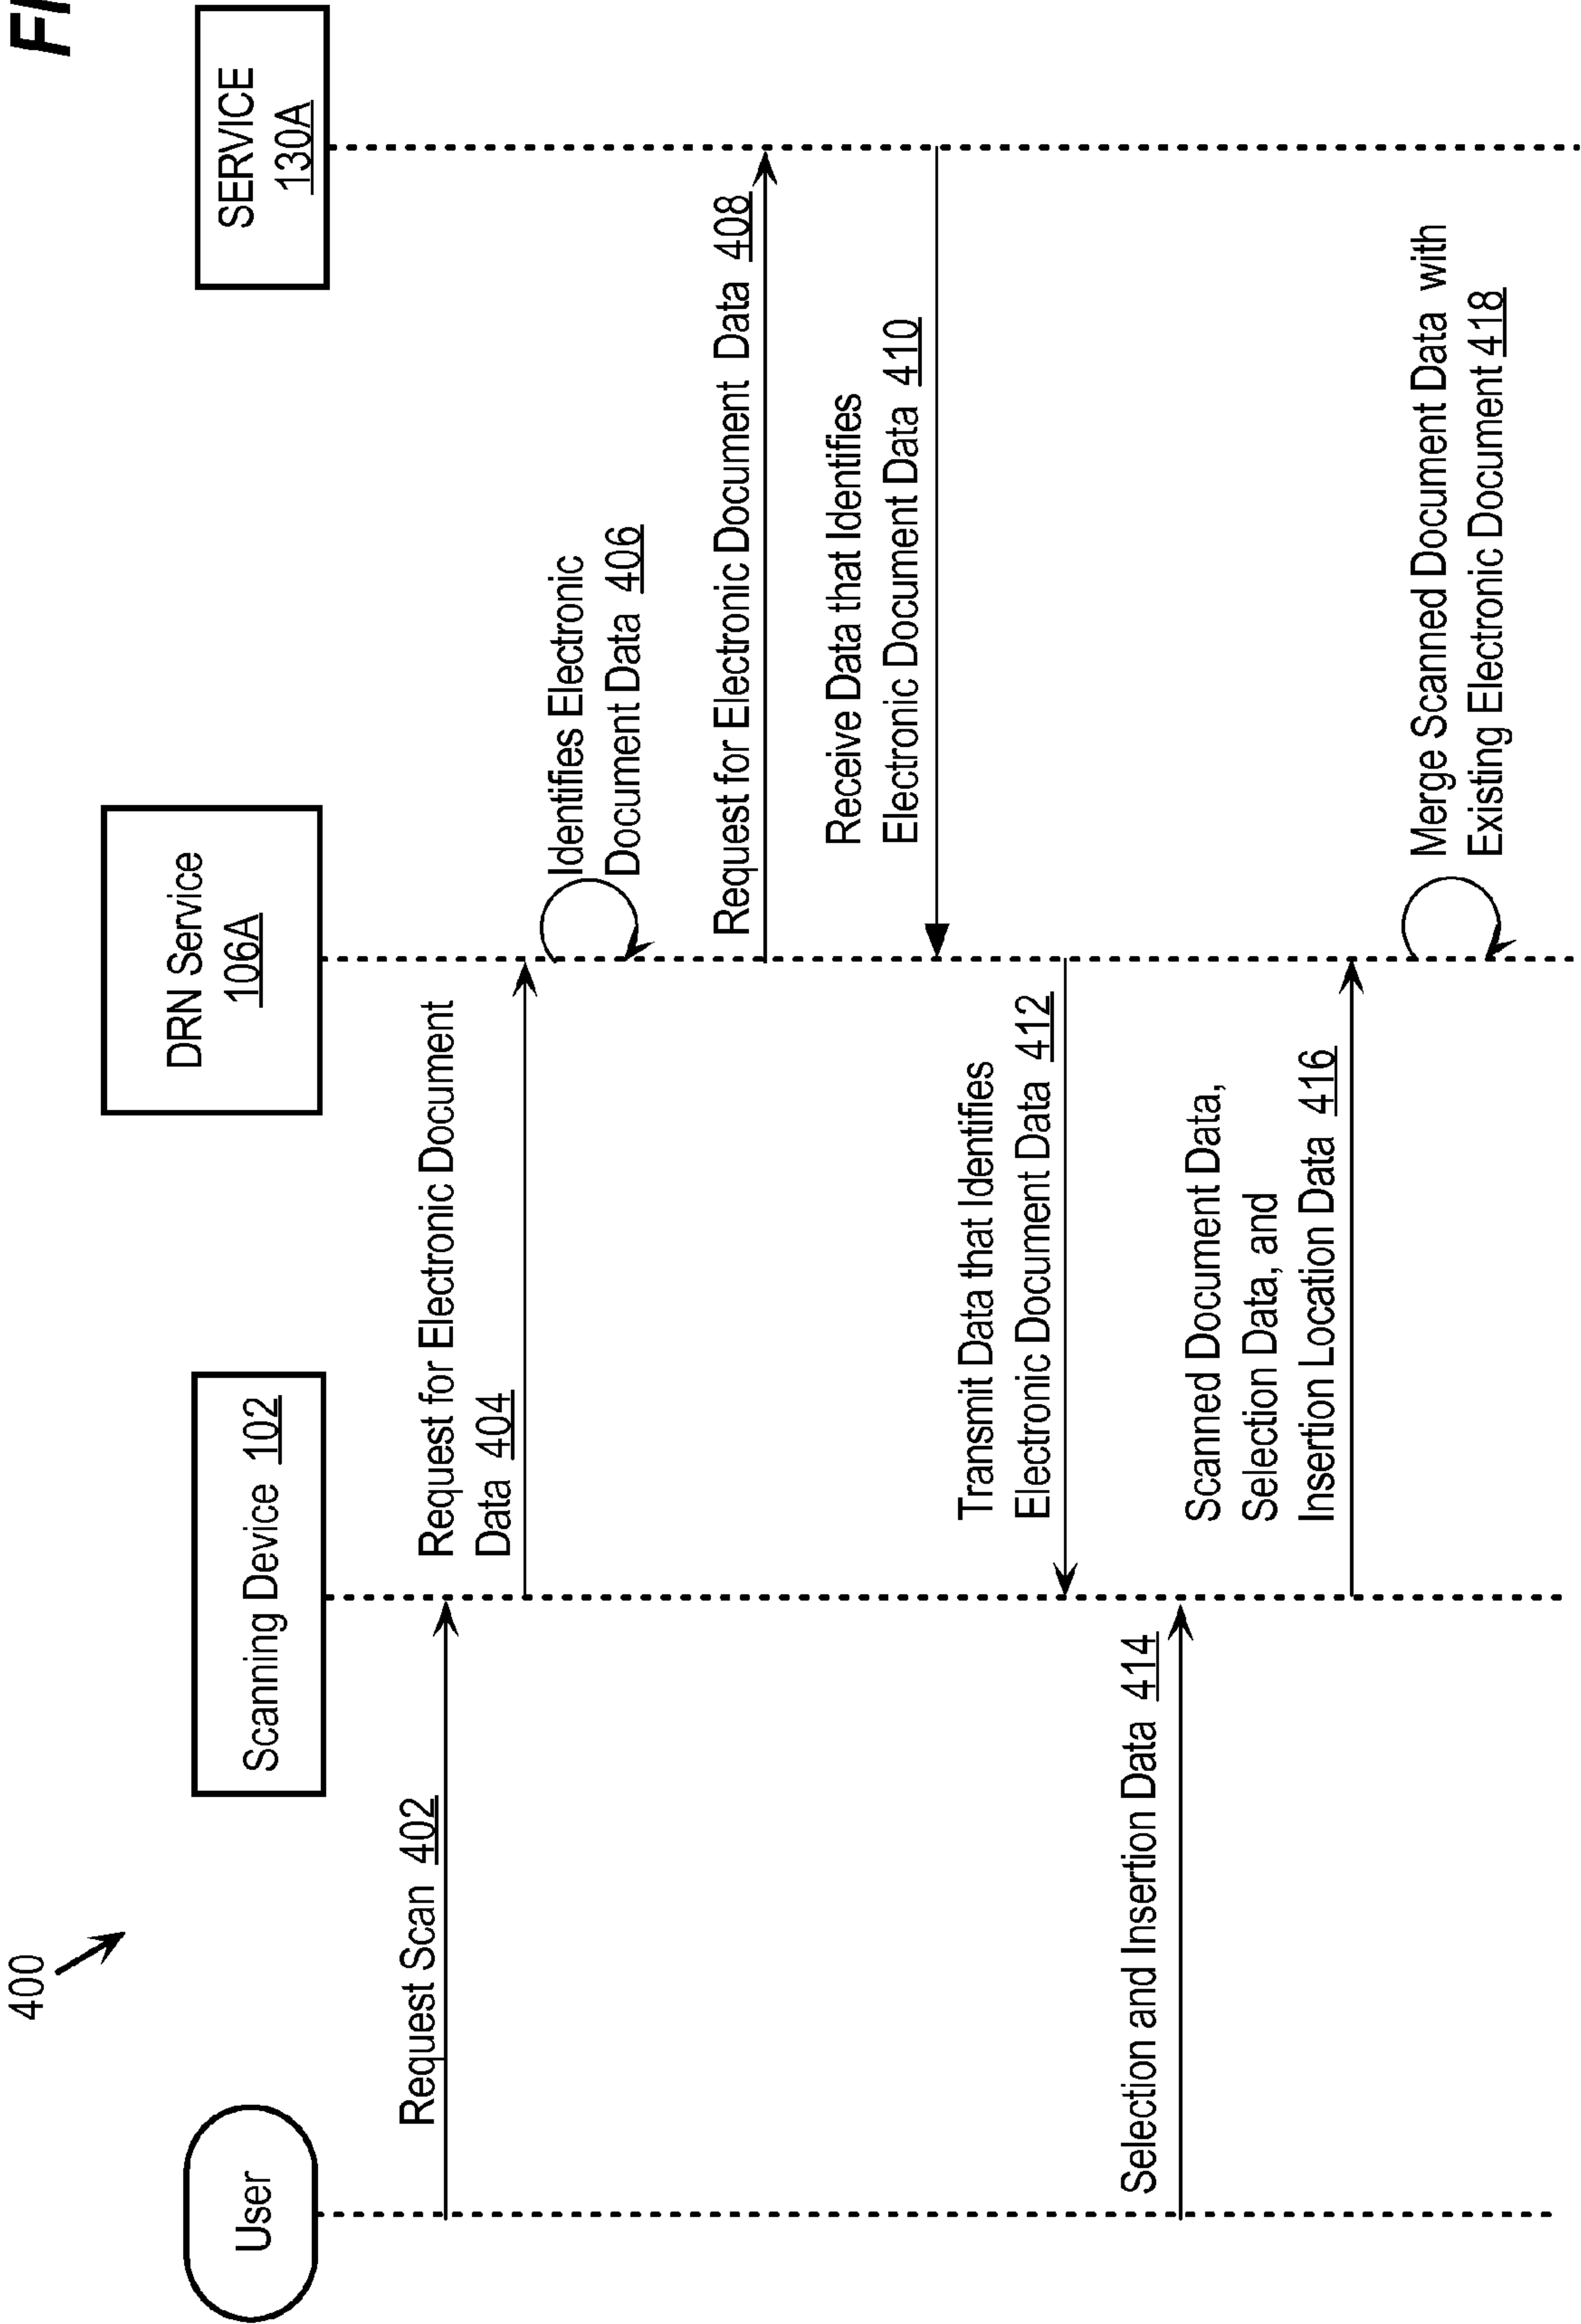 FI
400
User
Scanning Device 102
DRN Service
106A
SERVICE
130A
Request Scan 402
Request for Electronic Document
Data 404
Identifies Electronic
Document Data 406
Request for Electronic Document Data 408
Receive Data that Identifies
Electronic Document Data 410
Transmit Data that Identifies
Electronic Document Data 412
Selection and Insertion Data 414
Scanned Document Data,
Selection Data, and
Insertion Location Data 416
Merge Scanned Document Data with
Existing Electronic Document 418